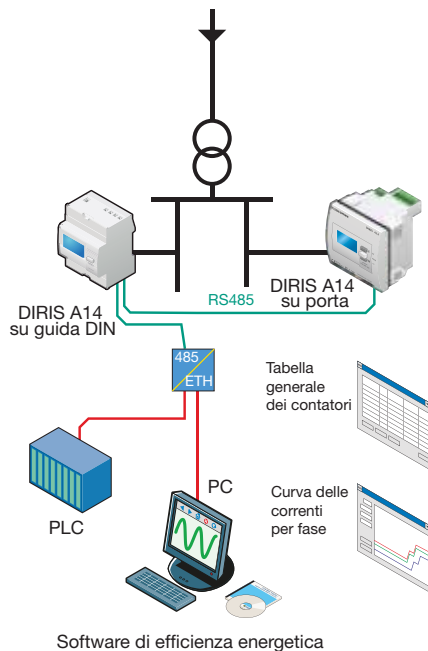 DIRIS A14
su guida DIN
RS485
DIRIS A14
su porta
485
ETH
Tabella
generale
dei contatori
PLC
PC
Curva delle
correnti
per fase
Software di efficienza energetica